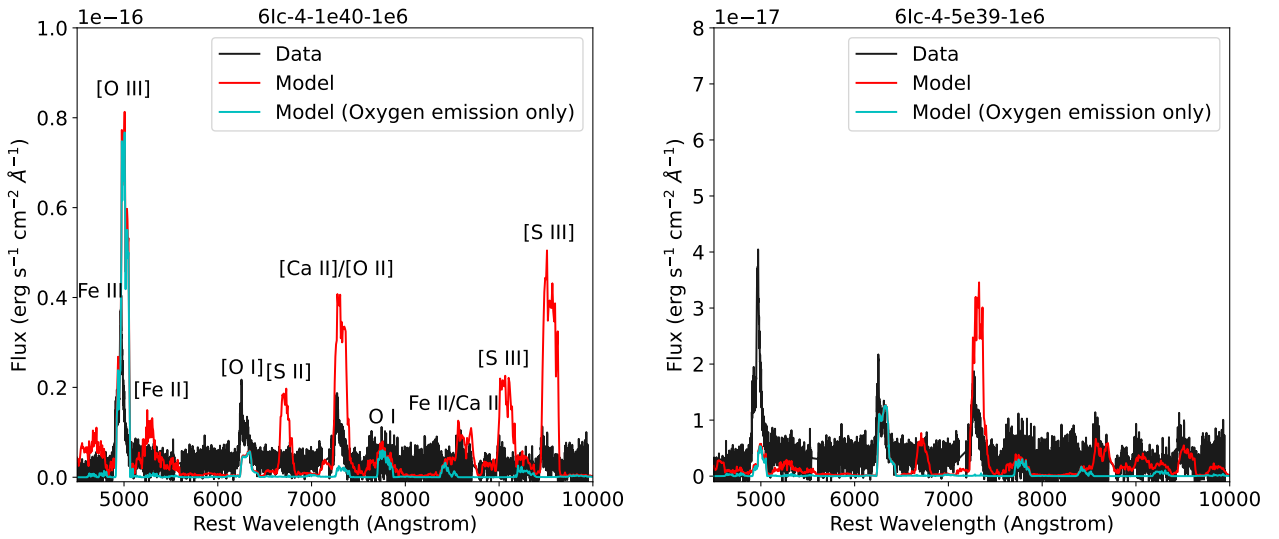 1e−16
6Ic-4-1e40-1e6
1.0
0.8
0.6
0.4
0.2
0.0
Flux (erg s−1 cm−2 Å−1)
Data
Model
Model (Oxygen emission only)
[O III]
Fe III
[Fe II]
[O I]
[S II]
[Ca II]/[O II]
O I
Fe II/Ca II
[S III]
[S III]
5000 6000 7000 8000 9000 10000
Rest Wavelength (Angstrom)
1e−17
6Ic-4-5e39-1e6
8
7
6
5
4
3
2
1
0
Flux (erg s−1 cm−2 Å−1)
Data
Model
Model (Oxygen emission only)
5000 6000 7000 8000 9000 10000
Rest Wavelength (Angstrom)